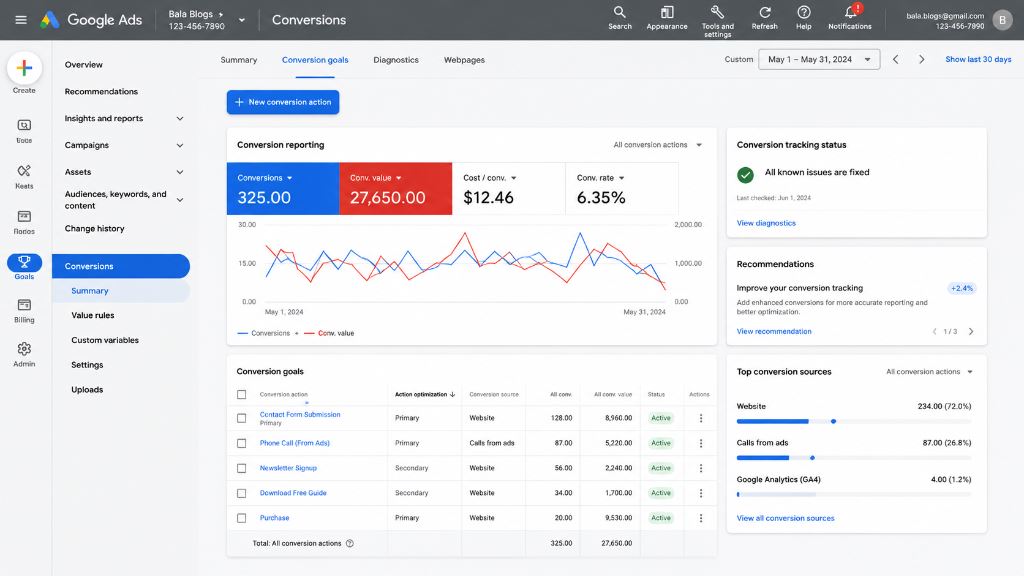 Google Ads
Bala Blogs
123-456-7890
Conversions
Search
Appearance
Tools and
settings
Refresh
Help
!
Notifications
bala.blogs@gmail.com
123-456-7890
B
Create
Keats
Goals
Billing
Admin
Overview
Recommendations
Insights and reports
Campaigns
Assets
Audiences, keywords, and
content
Change history
Conversions
Summary
Value rules
Custom variables
Settings
Uploads
Summary
Conversion goals
Diagnostics
Webpages
Custom
May 1 – May 31, 2024
Show last 30 days
+ New conversion action
Conversion reporting
All conversion actions
Conversions
325.00
Conv. value
27,650.00
Cost / conv.
$12.46
Conv. rate
6.35%
30.00
15.00
0.00
2,000.00
1,000.00
0.00
May 1, 2024
May 31, 2024
Conversions
Conv. value
Conversion goals
Conversion action Action optimization ↓ Conversion source All conv. All conv. value Status Actions
Contact Form Submission Primary Website 128.00 8,960.00 Active
Primary
Phone Call (From Ads) Primary Calls from ads 87.00 5,220.00 Active
Newsletter Signup Secondary Website 56.00 2,240.00 Active
Download Free Guide Secondary Website 34.00 1,700.00 Active
Purchase Primary Website 20.00 9,530.00 Active
Total: All conversion actions ? 325.00 27,650.00
Conversion tracking status
All known issues are fixed
Last checked: Jun 1, 2024
View diagnostics
Recommendations
Improve your conversion tracking +2.4%
Add enhanced conversions for more accurate reporting and
better optimization.
View recommendation
1 / 3
Top conversion sources
All conversion actions
Website 234.00 (72.0%)
Calls from ads 87.00 (26.8%)
Google Analytics (GA4) 4.00 (1.2%)
View all conversion sources